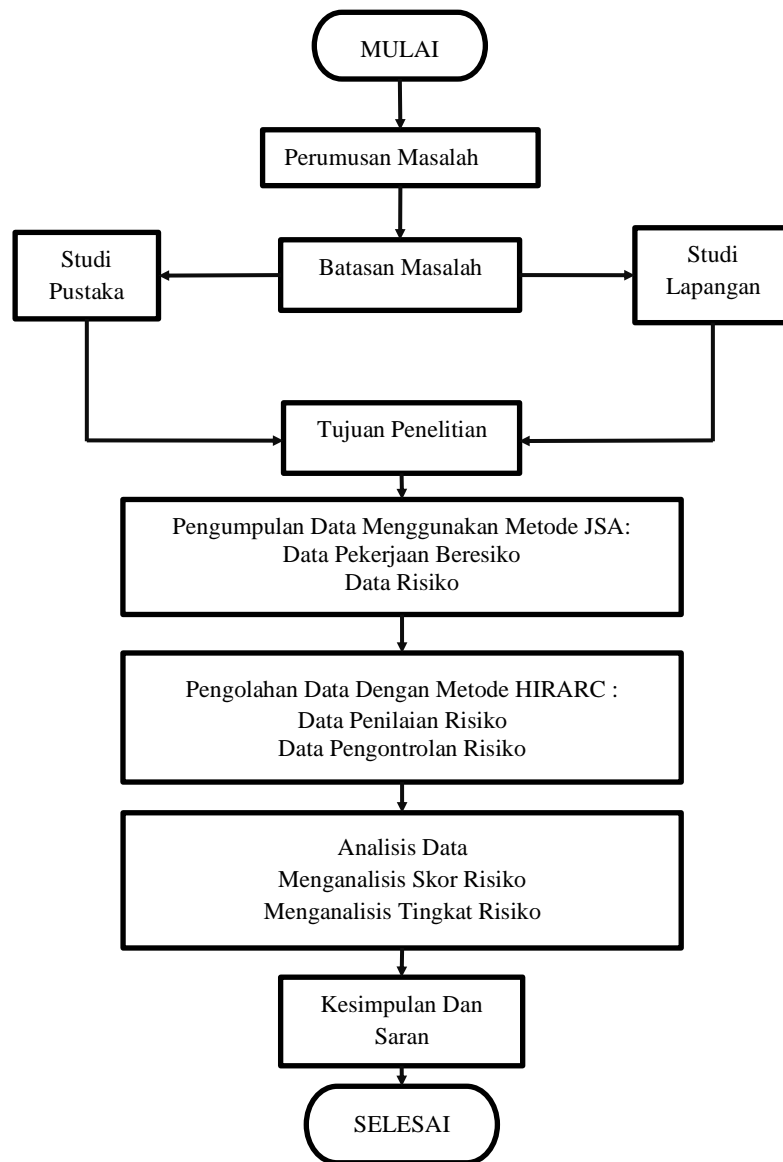 MULAI
Perumusan Masalah
Studi
Pustaka
Batasan Masalah
Studi
Lapangan
Tujuan Penelitian
Pengumpulan Data Menggunakan Metode JSA:
Data Pekerjaan Beresiko
Data Risiko
Pengolahan Data Dengan Metode HIRARC :
Data Penilaian Risiko
Data Pengontrolan Risiko
Analisis Data
Menganalisis Skor Risiko
Menganalisis Tingkat Risiko
Kesimpulan Dan
Saran
SELESAI